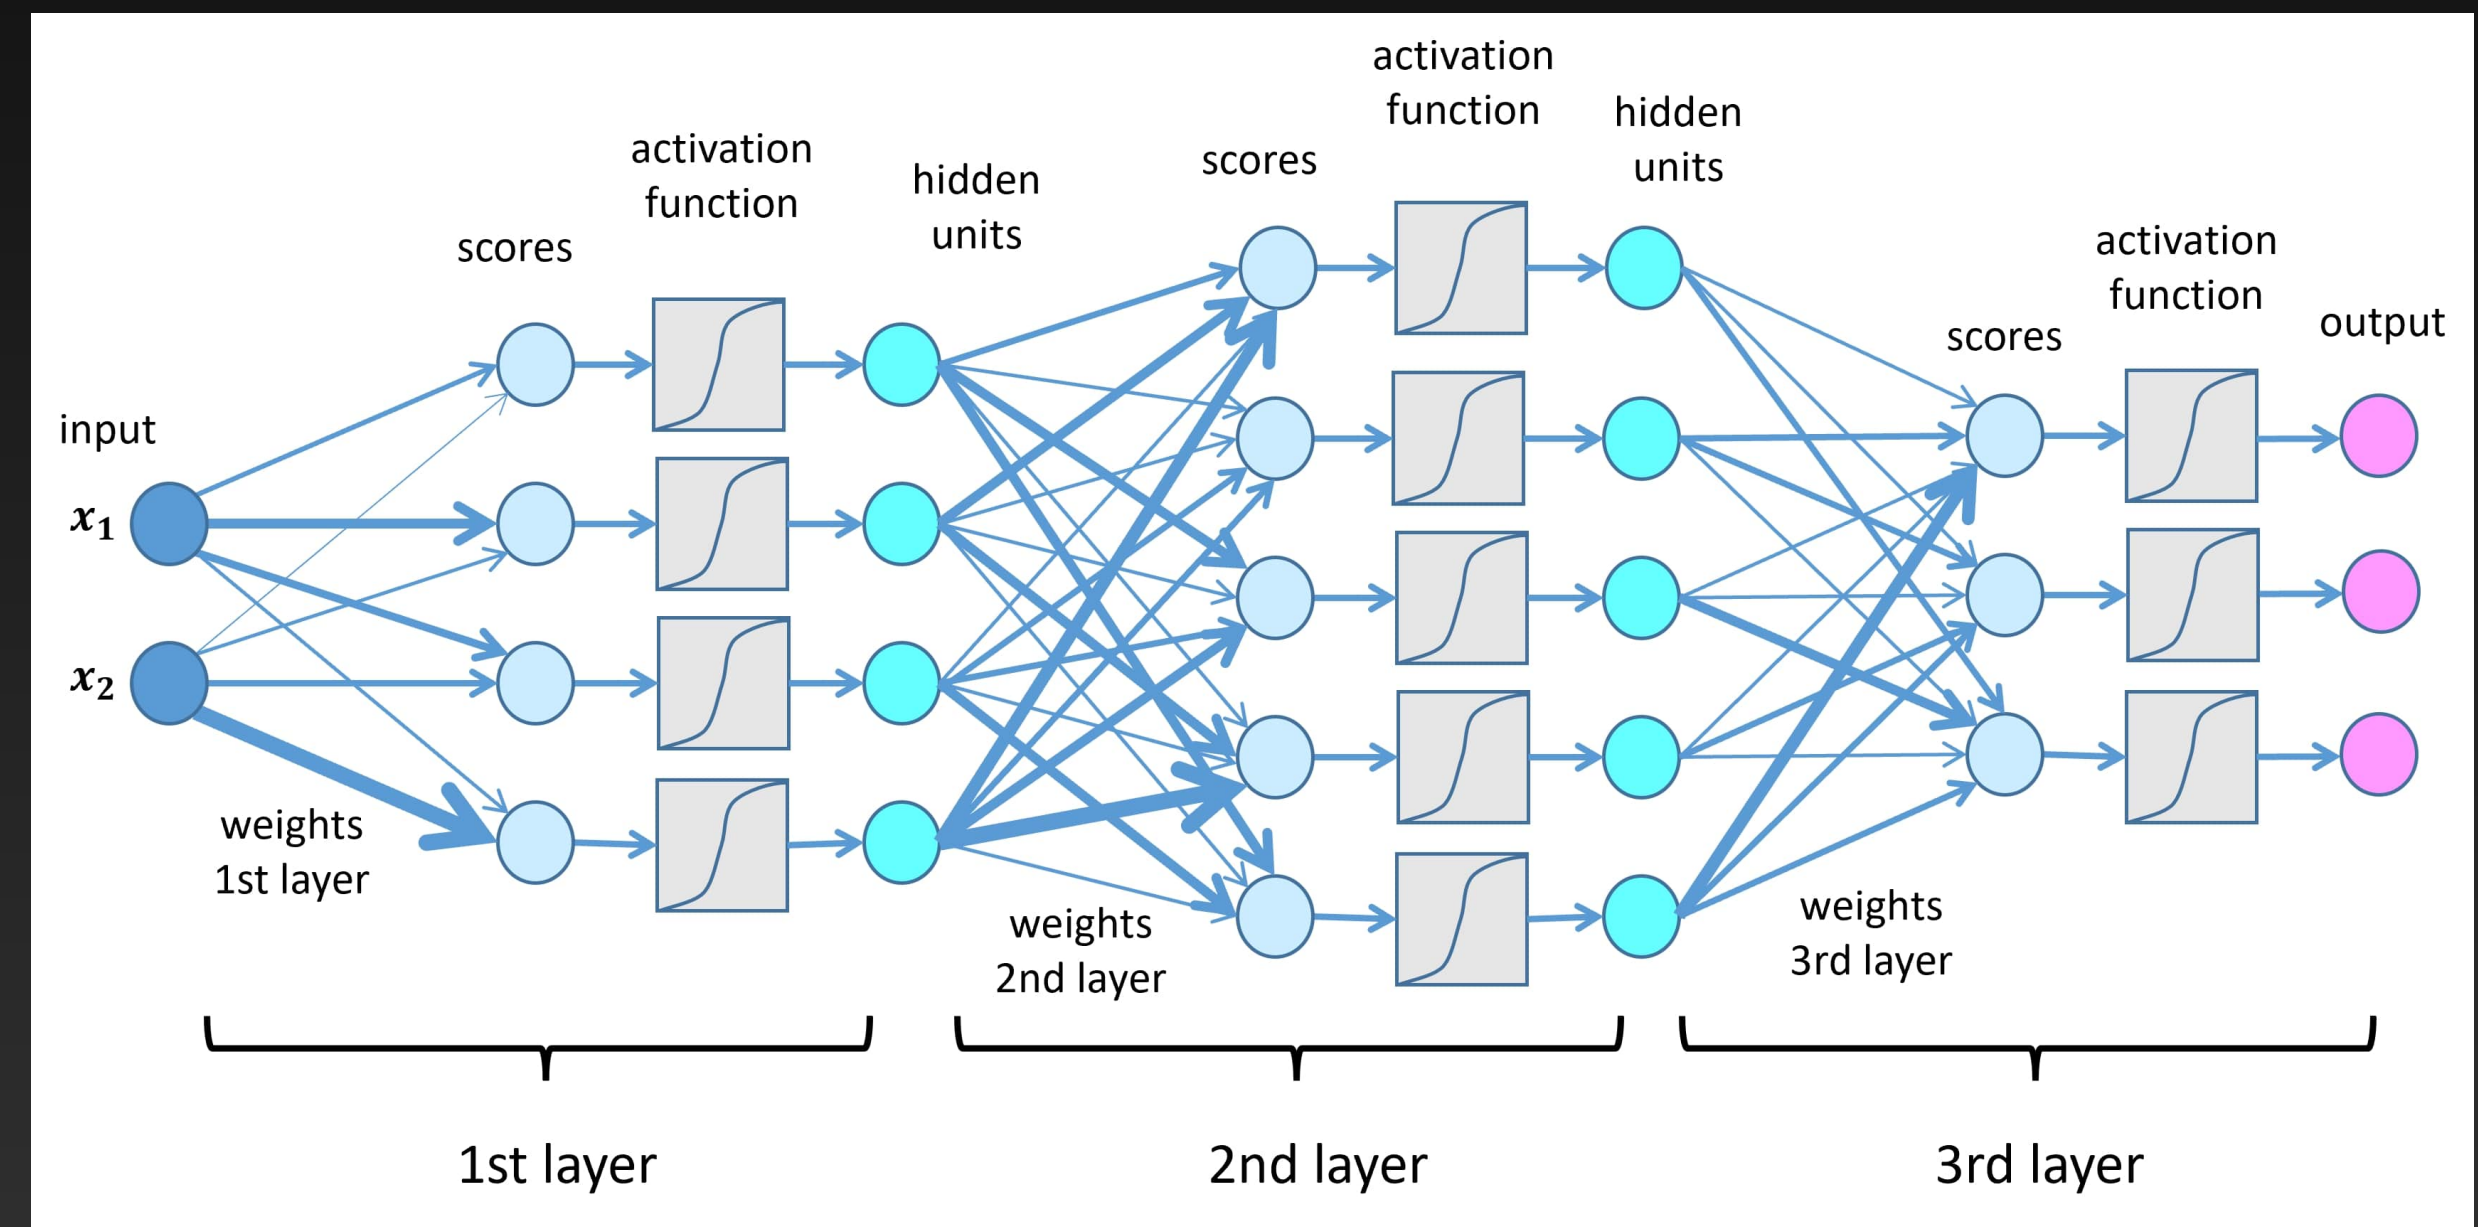 input
x₁
x₂
weights
1st layer
scores
activation
function
hidden
units
weights
2nd layer
scores
activation
function
hidden
units
weights
3rd layer
scores
activation
function
output
1st layer
2nd layer
3rd layer